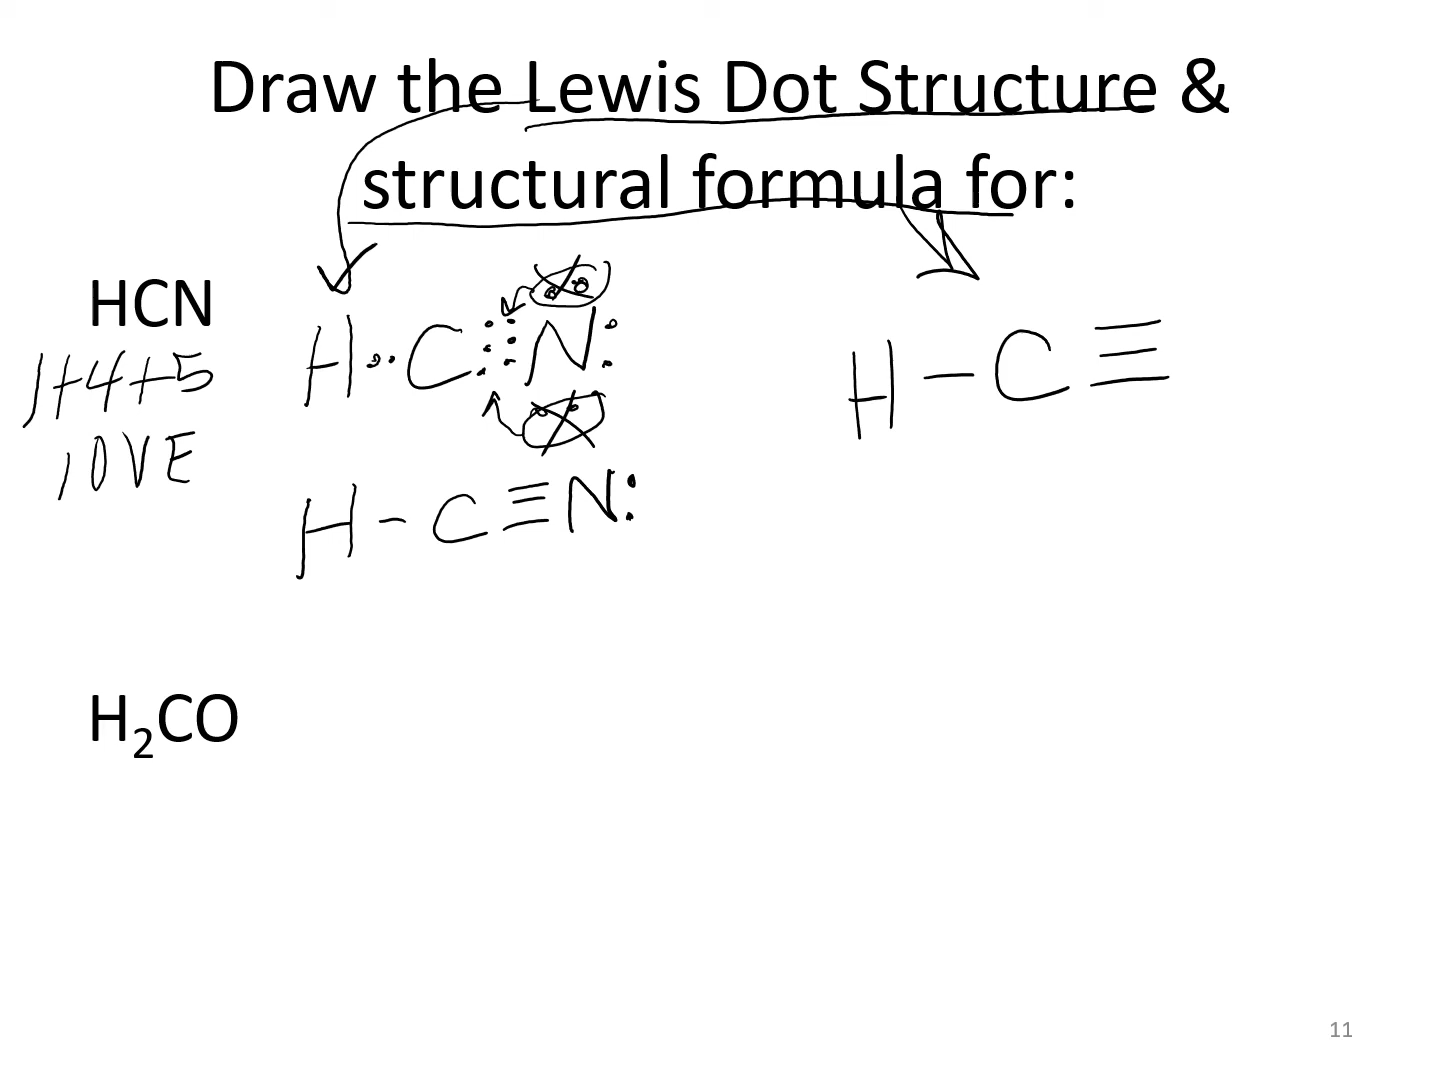 Draw the Lewis Dot Structure &
structural formula for:
HCN
1+4+5
10VE
H:C:::N:
H-C≡N:
H-C≡
H₂CO
11